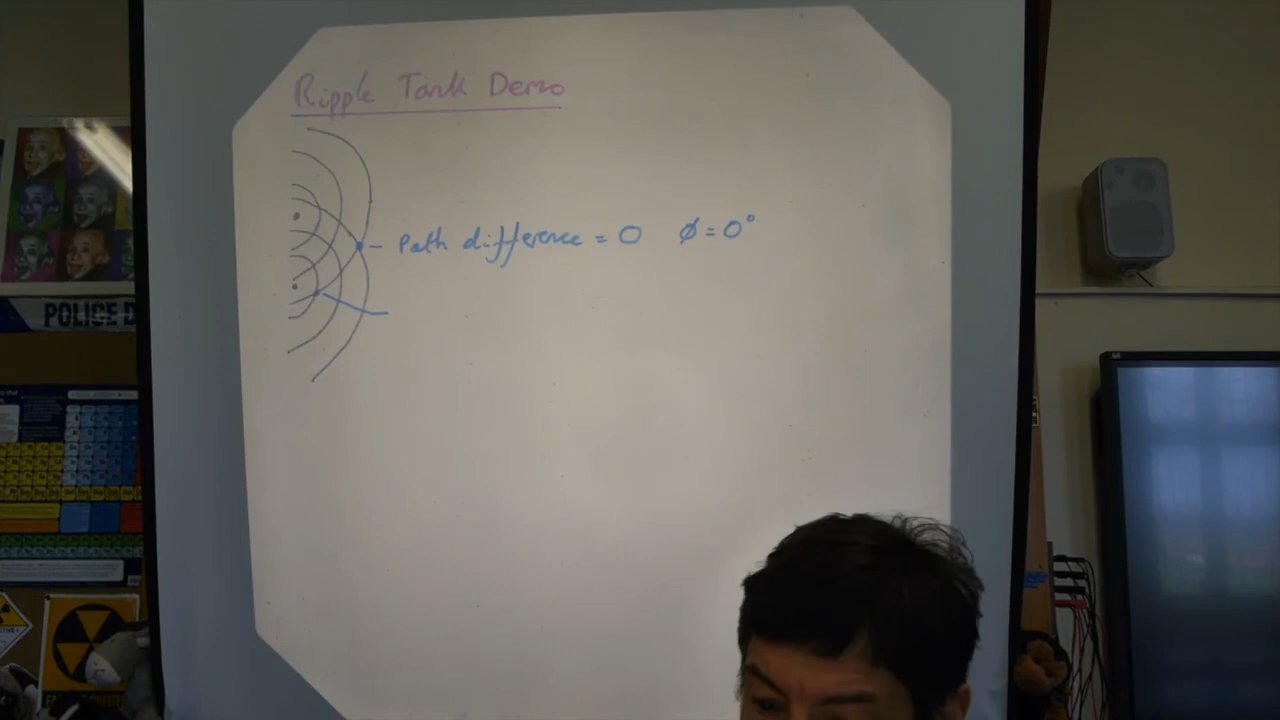 Ripple Tank Demo
Path difference = 0 ϕ = 0°
POLICE D